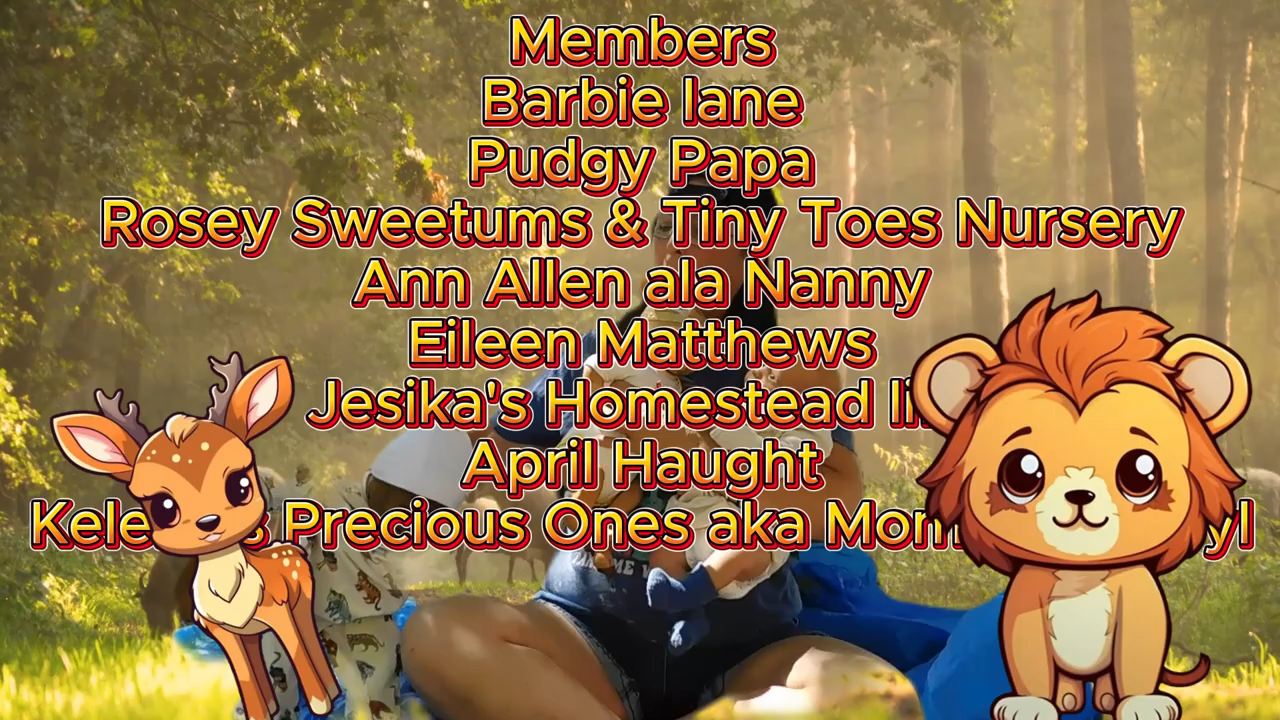 Members
Barbie lane
Pudgy Papa
Rosey Sweetums & Tiny Toes Nursery
Ann Allen ala Nanny
Eileen Matthews
Jesika's Homestead
April Haught
Precious Ones aka
ME